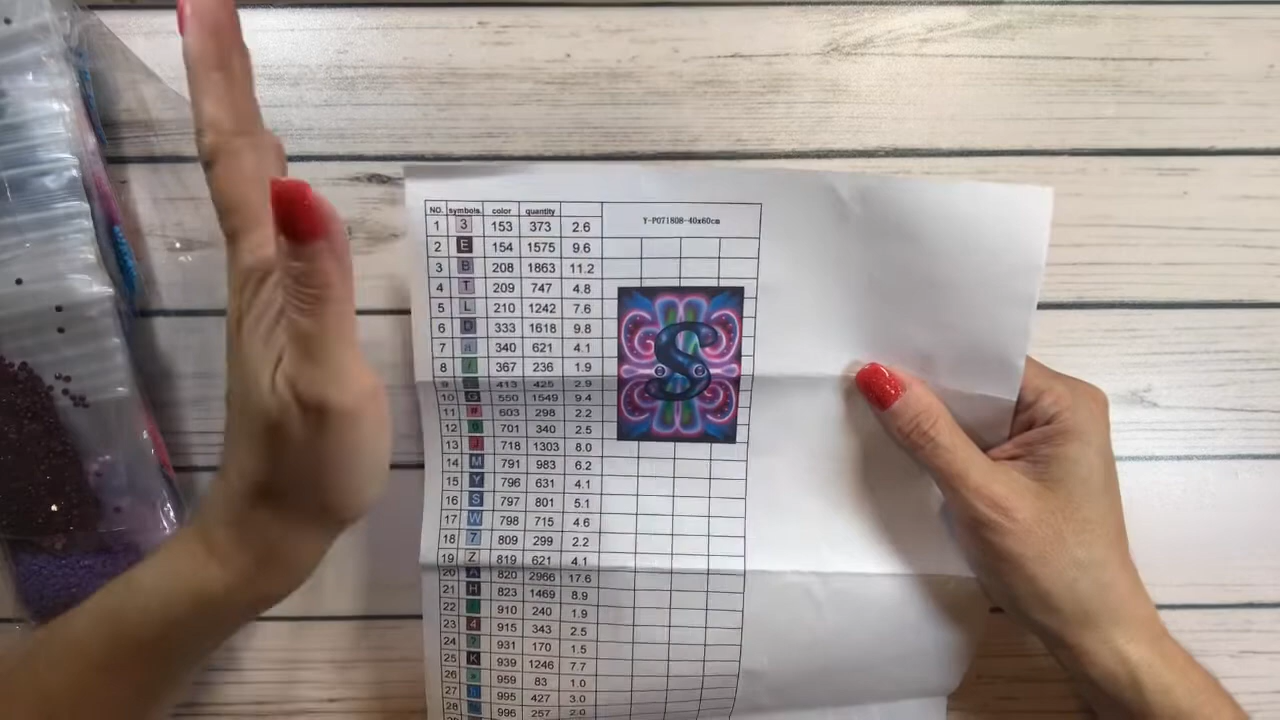 NO. symbols. color quantity
Y-P071808-40x60cm
1 3 153 373 2.6
2 E 154 1575 9.6
3 B 208 1863 11.2
4 T 209 747 4.8
5 L 210 1242 7.6
6 D 333 1618 9.8
7 a 340 621 4.1
8 / 367 236 1.9
9 413 425 2.9
10 G 550 1549 9.4
11 # 603 298 2.2
12 701 340 2.5
13 J 718 1303 8.0
14 M 791 983 6.2
15 Y 796 631 4.1
16 S 797 801 5.1
17 W 798 715 4.6
18 7 809 299 2.2
19 Z 819 621 4.1
20 A 820 2966 17.6
21 H 823 1469 8.9
22 910 240 1.9
23 4 915 343 2.5
24 ? 931 170 1.5
25 K 939 1246 7.7
26 959 83 1.0
27 995 427 3.0
28 996 257 2.0
S